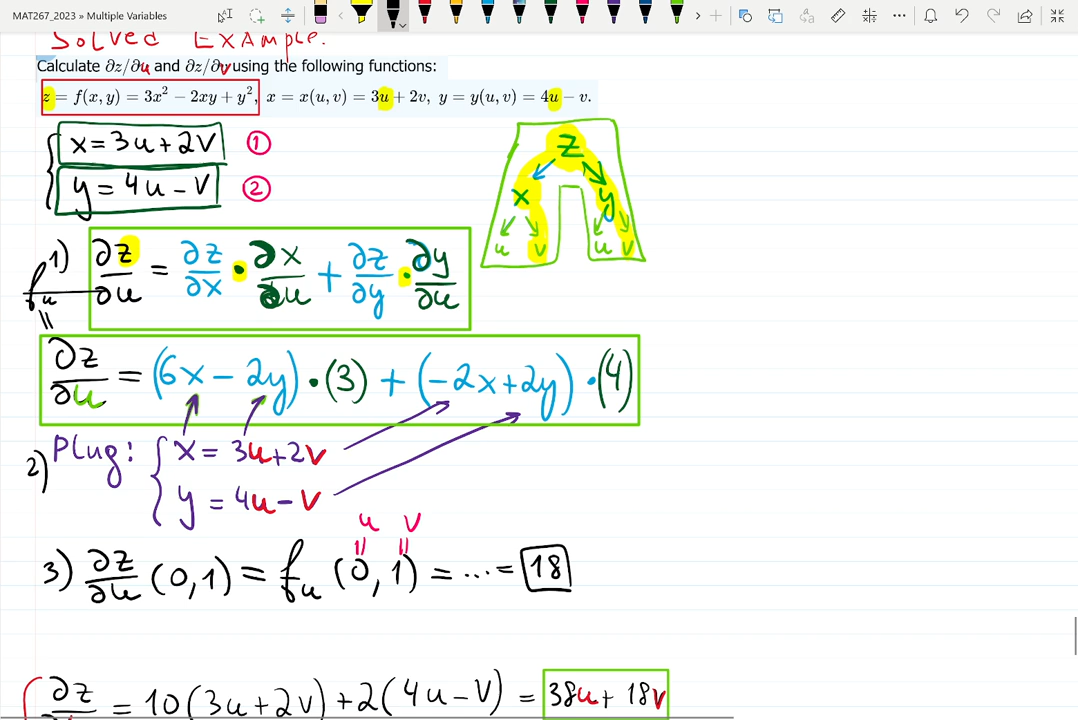 MAT267_2023 » Multiple Variables
Solved Example.
Calculate ∂z/∂u and ∂z/∂v using the following functions:
z = f(x, y) = 3x² − 2xy + y², x = x(u, v) = 3u + 2v, y = y(u, v) = 4u − v.
x = 3u + 2v ①
y = 4u − v ②
z
x y
u v u v
1) ∂z/∂u = ∂z/∂x • ∂x/∂u + ∂z/∂y • ∂y/∂u
fu
=
∂z/∂u = (6x − 2y) • (3) + (−2x + 2y) • (4)
2) Plug: { x = 3u + 2v
y = 4u − v
u v
= =
3) ∂z/∂u (0, 1) = fu (0, 1) = ... = 18
∂z/∂ = 10(3u + 2v) + 2(4u − v) = 38u + 18v